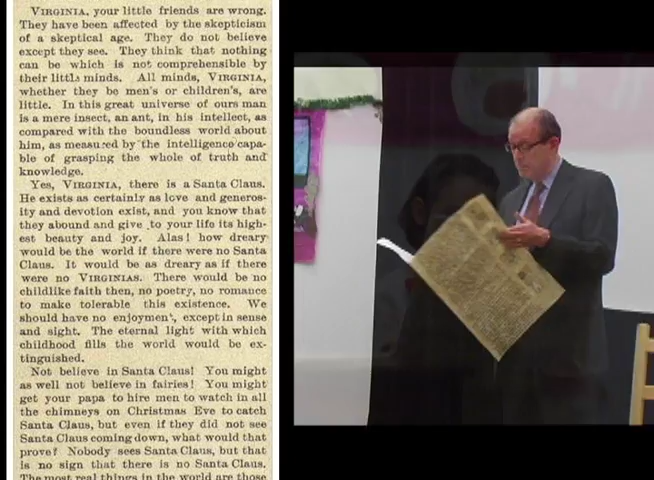 VIRGINIA, your little friends are wrong.
They have been affected by the skepticism
of a skeptical age. They do not believe
except they see. They think that nothing
can be which is not comprehensible by
their little minds. All minds, VIRGINIA,
whether they be men's or children's, are
little. In this great universe of ours man
is a mere insect, an ant, in his intellect, as
compared with the boundless world about
him, as measured by the intelligence capa-
ble of grasping the whole of truth and
knowledge.
Yes, VIRGINIA, there is a Santa Claus.
He exists as certainly as love and generos-
ity and devotion exist, and you know that
they abound and give to your life its high-
est beauty and joy. Alas! how dreary
would be the world if there were no Santa
Claus. It would be as dreary as if there
were no VIRGINIAS. There would be no
childlike faith then, no poetry, no romance
to make tolerable this existence. We
should have no enjoyment, except in sense
and sight. The eternal light with which
childhood fills the world would be ex-
tinguished.
Not believe in Santa Claus! You might
as well not believe in fairies! You might
get your papa to hire men to watch in all
the chimneys on Christmas Eve to catch
Santa Claus, but even if they did not see
Santa Claus coming down, what would that
prove? Nobody sees Santa Claus, but that
is no sign that there is no Santa Claus.
The most real things in the world are those